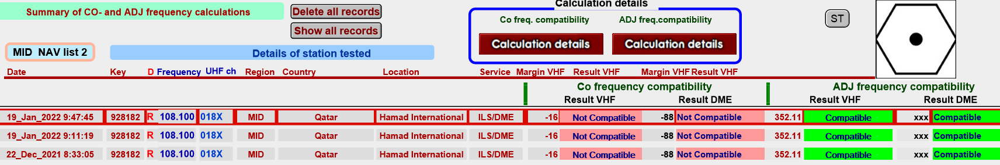 Calculation details
Summary of CO- and ADJ frequency calculations
Delete all records
Co freq. compatibility ADJ freq.compatibility
ST
Show all records
Calculation details Calculation details
MID NAV list 2
Details of station tested
Date Key D Frequency UHF ch Region Country Location Service Margin VHF Result VHF Margin VHF Result VHF
Co frequency compatibility ADJ frequency compatibility
Result VHF Result DME Result VHF Result DME
19_Jan_2022 9:47:45 928182 R 108.100 018X MID Qatar Hamad International ILS/DME -16 Not Compatible -88 Not Compatible 352.11 Compatible xxx Compatible
19_Jan_2022 9:11:19 928182 R 108.100 018X MID Qatar Hamad International ILS/DME -16 Not Compatible -88 Not Compatible 352.11 Compatible xxx Compatible
22_Dec_2021 8:33:05 928182 R 108.100 018X MID Qatar Hamad International ILS/DME -16 Not Compatible -88 Not Compatible 352.11 Compatible xxx Compatible